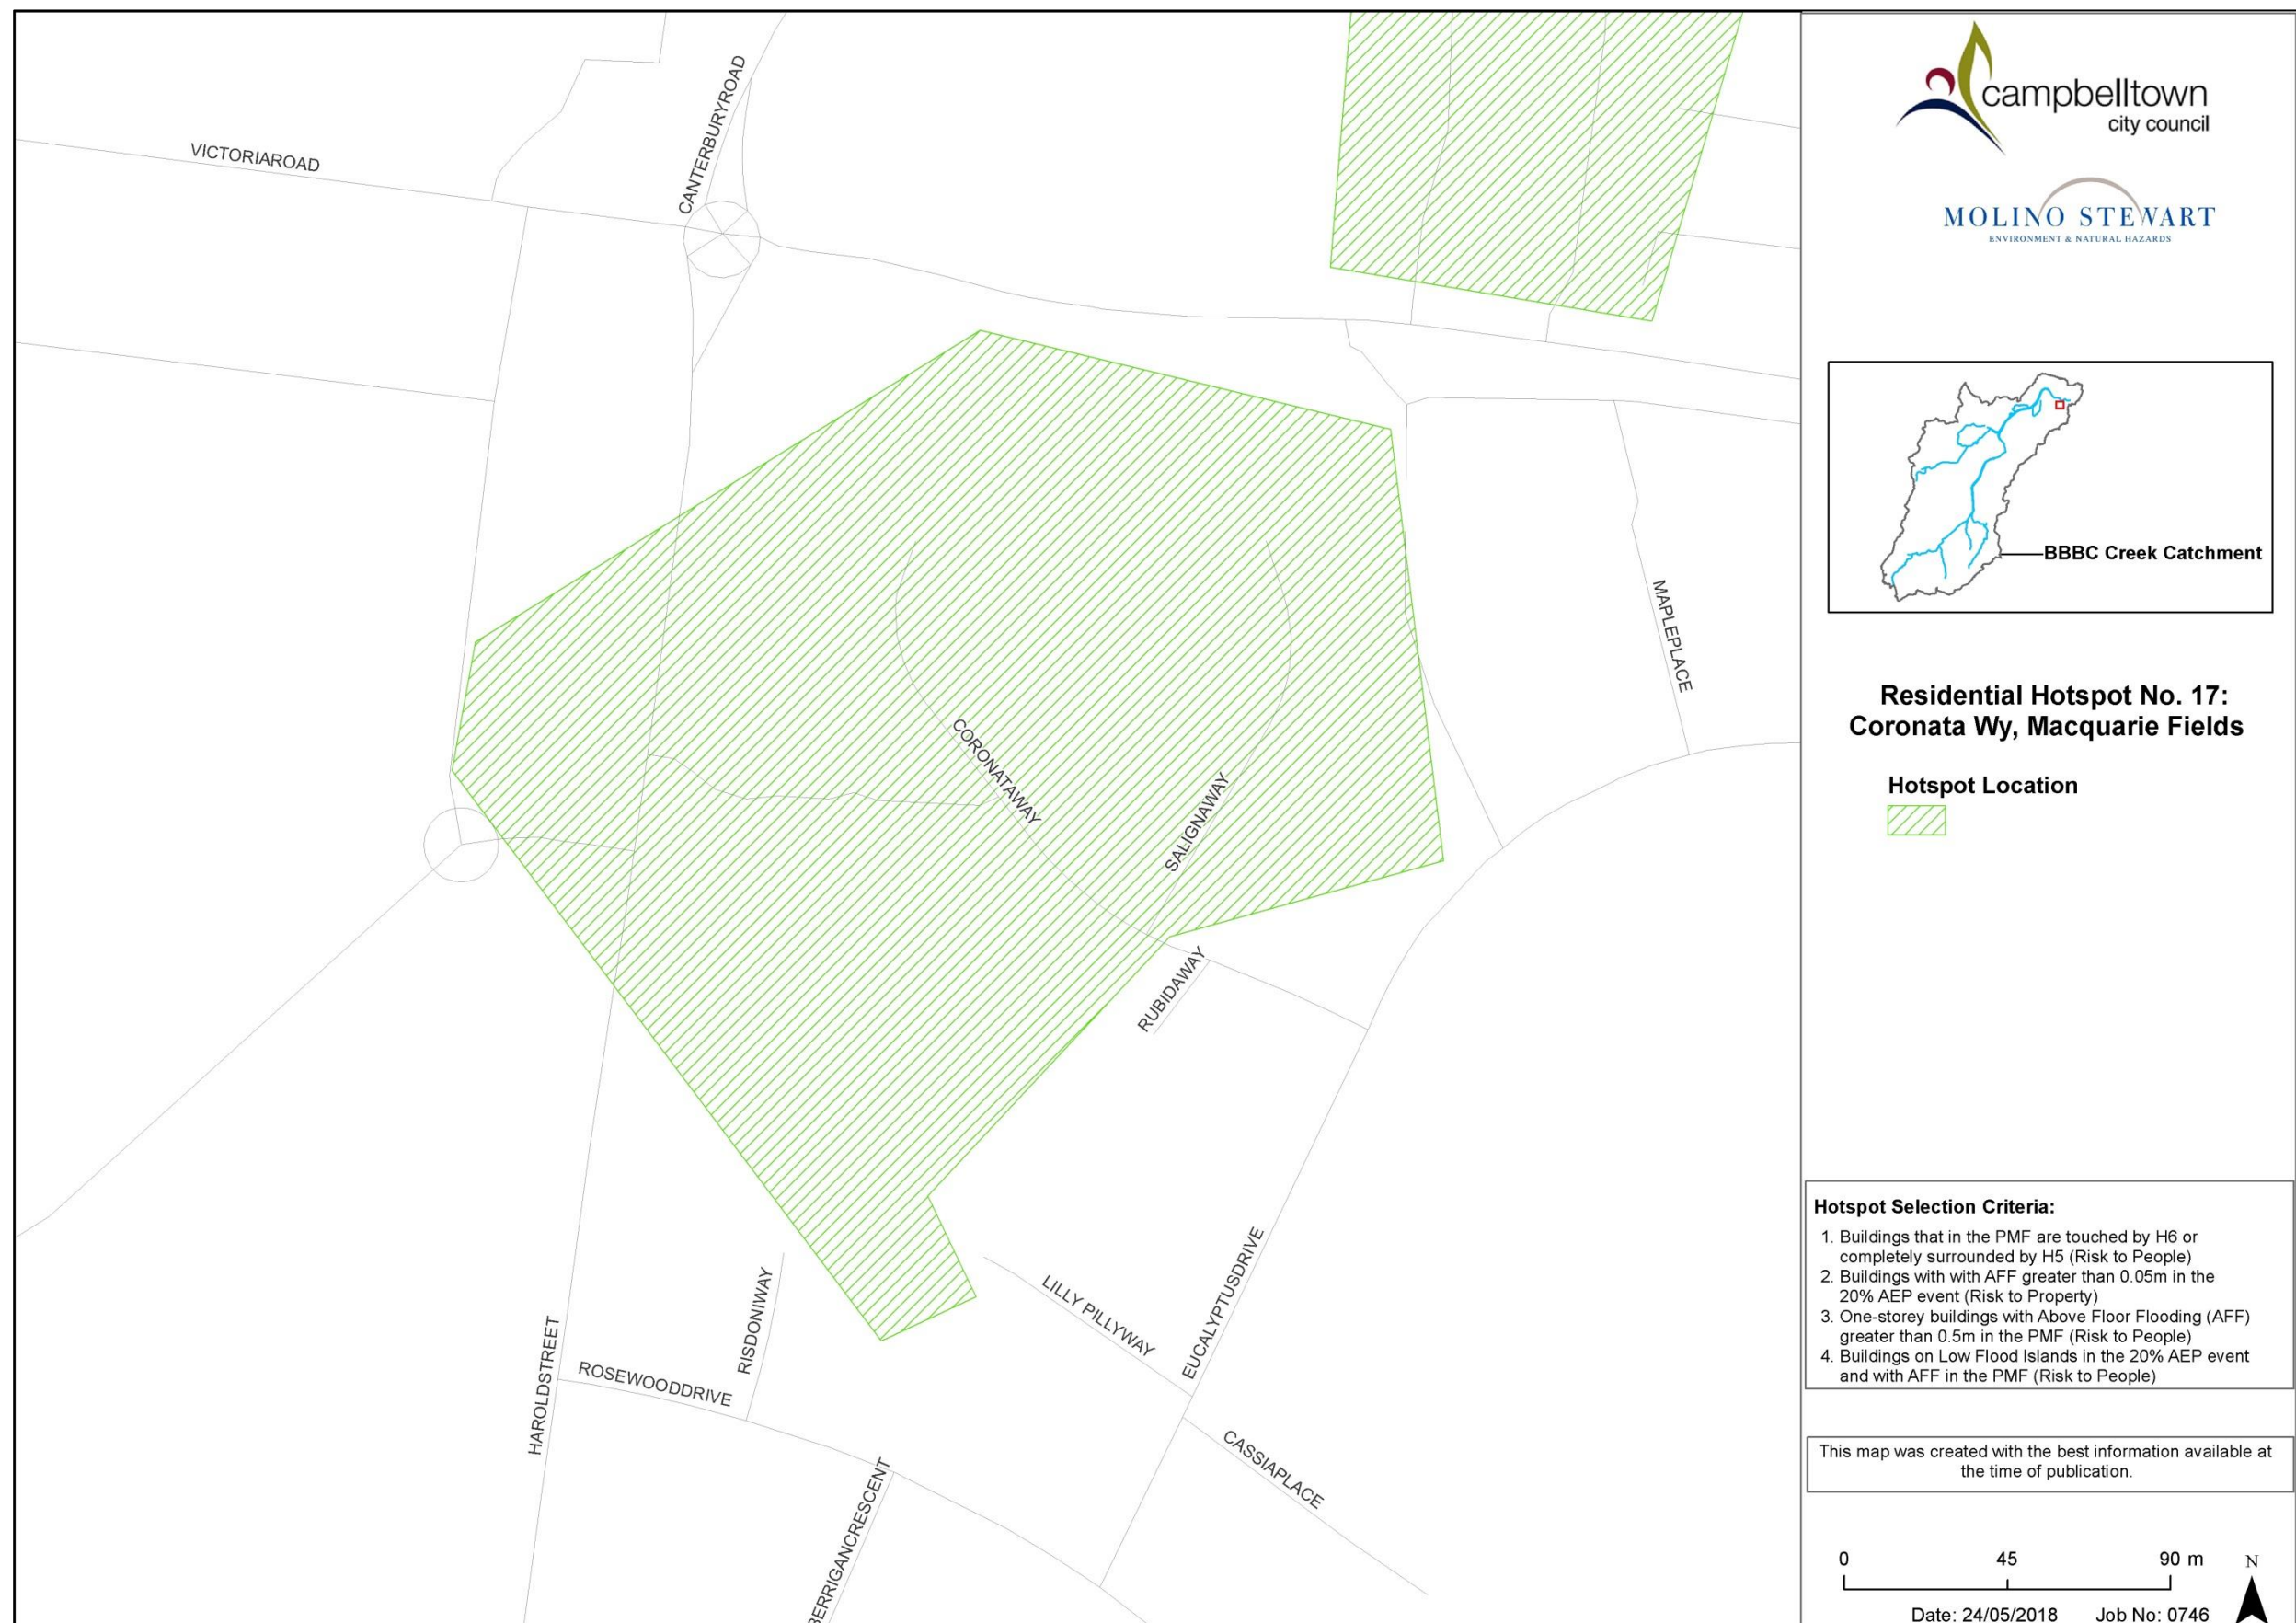 VICTORIAROAD
CANTERBURYROAD
MAPLEPLACE
CORONATAWAY
SALIGNAWAY
RUBIDAWAY
EUCALYPTUSDRIVE
LILLY PILLYWAY
RISDONIWAY
HAROLDSTREET
ROSEWOODDRIVE
CASSIAPLACE
BERRIGANCRESCENT
campbelltown
city council
MOLINO STEWART
ENVIRONMENT & NATURAL HAZARDS
BBBC Creek Catchment
Residential Hotspot No. 17:
Coronata Wy, Macquarie Fields
Hotspot Location
Hotspot Selection Criteria:
1. Buildings that in the PMF are touched by H6 or
completely surrounded by H5 (Risk to People)
2. Buildings with with AFF greater than 0.05m in the
20% AEP event (Risk to Property)
3. One-storey buildings with Above Floor Flooding (AFF)
greater than 0.5m in the PMF (Risk to People)
4. Buildings on Low Flood Islands in the 20% AEP event
and with AFF in the PMF (Risk to People)
This map was created with the best information available at
the time of publication.
0 45 90 m N
Date: 24/05/2018 Job No: 0746